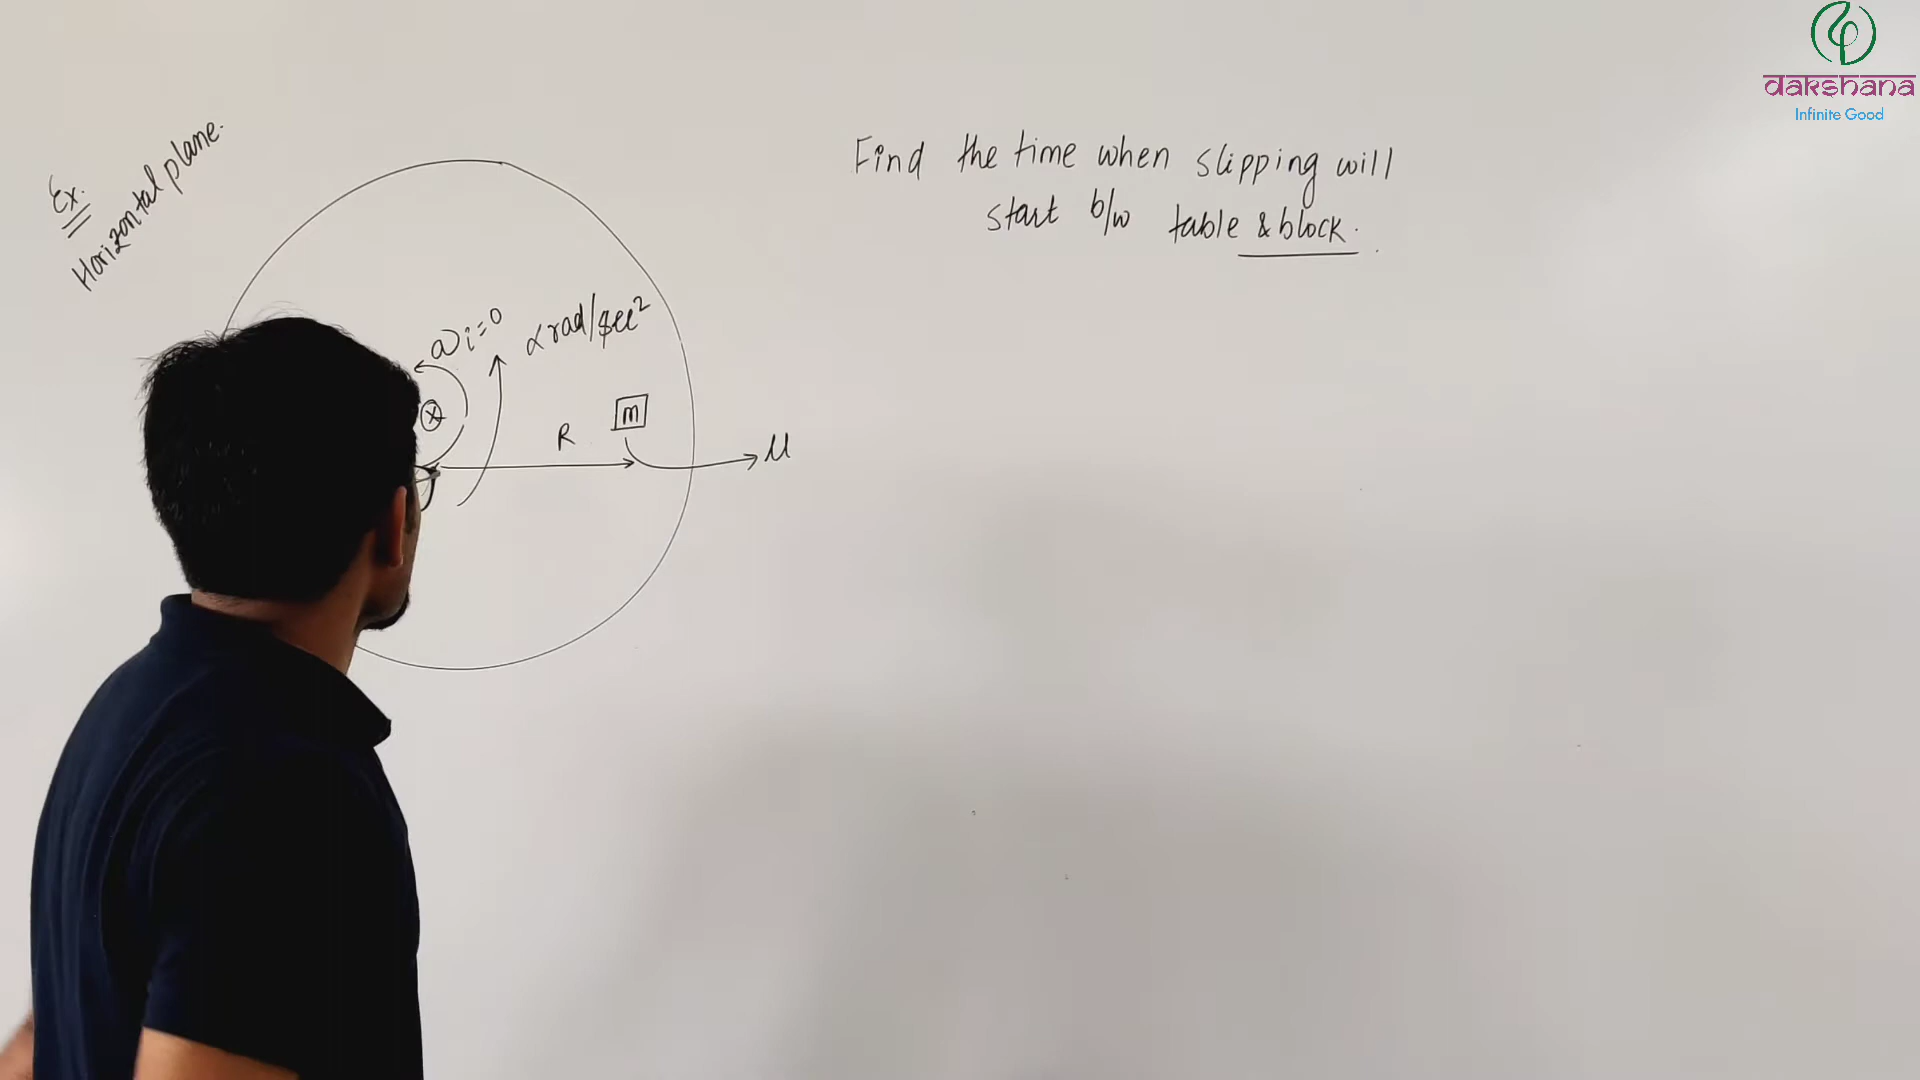 Ex.
Horizontal plane.
Find the time when slipping will
start b/w table & block.
ωi=0
α rad/sec²
m
R
μ
dakshana
Infinite Good